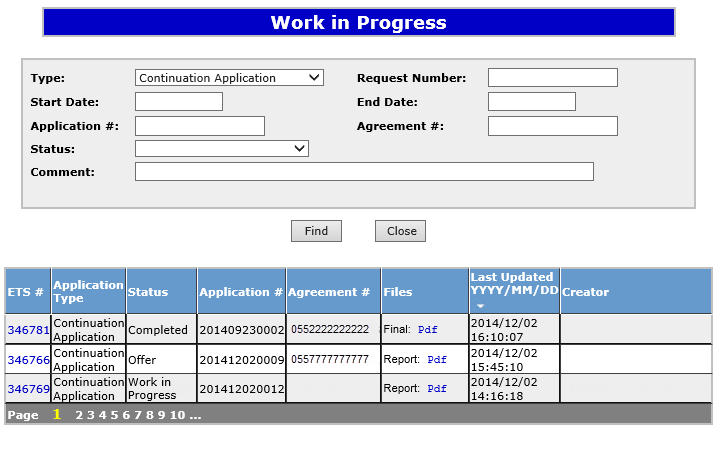 Work in Progress
Type: Continuation Application Request Number:
Start Date: End Date:
Application #: Agreement #:
Status:
Comment:
Find Close
ETS # Application Type Status Application # Agreement # Files Last Updated YYYY/MM/DD Creator
346781 Continuation Application Completed 201409230002 0552222222222 Final: Pdf 2014/12/02 16:10:07
346766 Continuation Application Offer 201412020009 0557777777777 Report: Pdf 2014/12/02 15:45:10
346769 Continuation Application Work in Progress 201412020012 Report: Pdf 2014/12/02 14:16:18
Page 1 2 3 4 5 6 7 8 9 10 ...